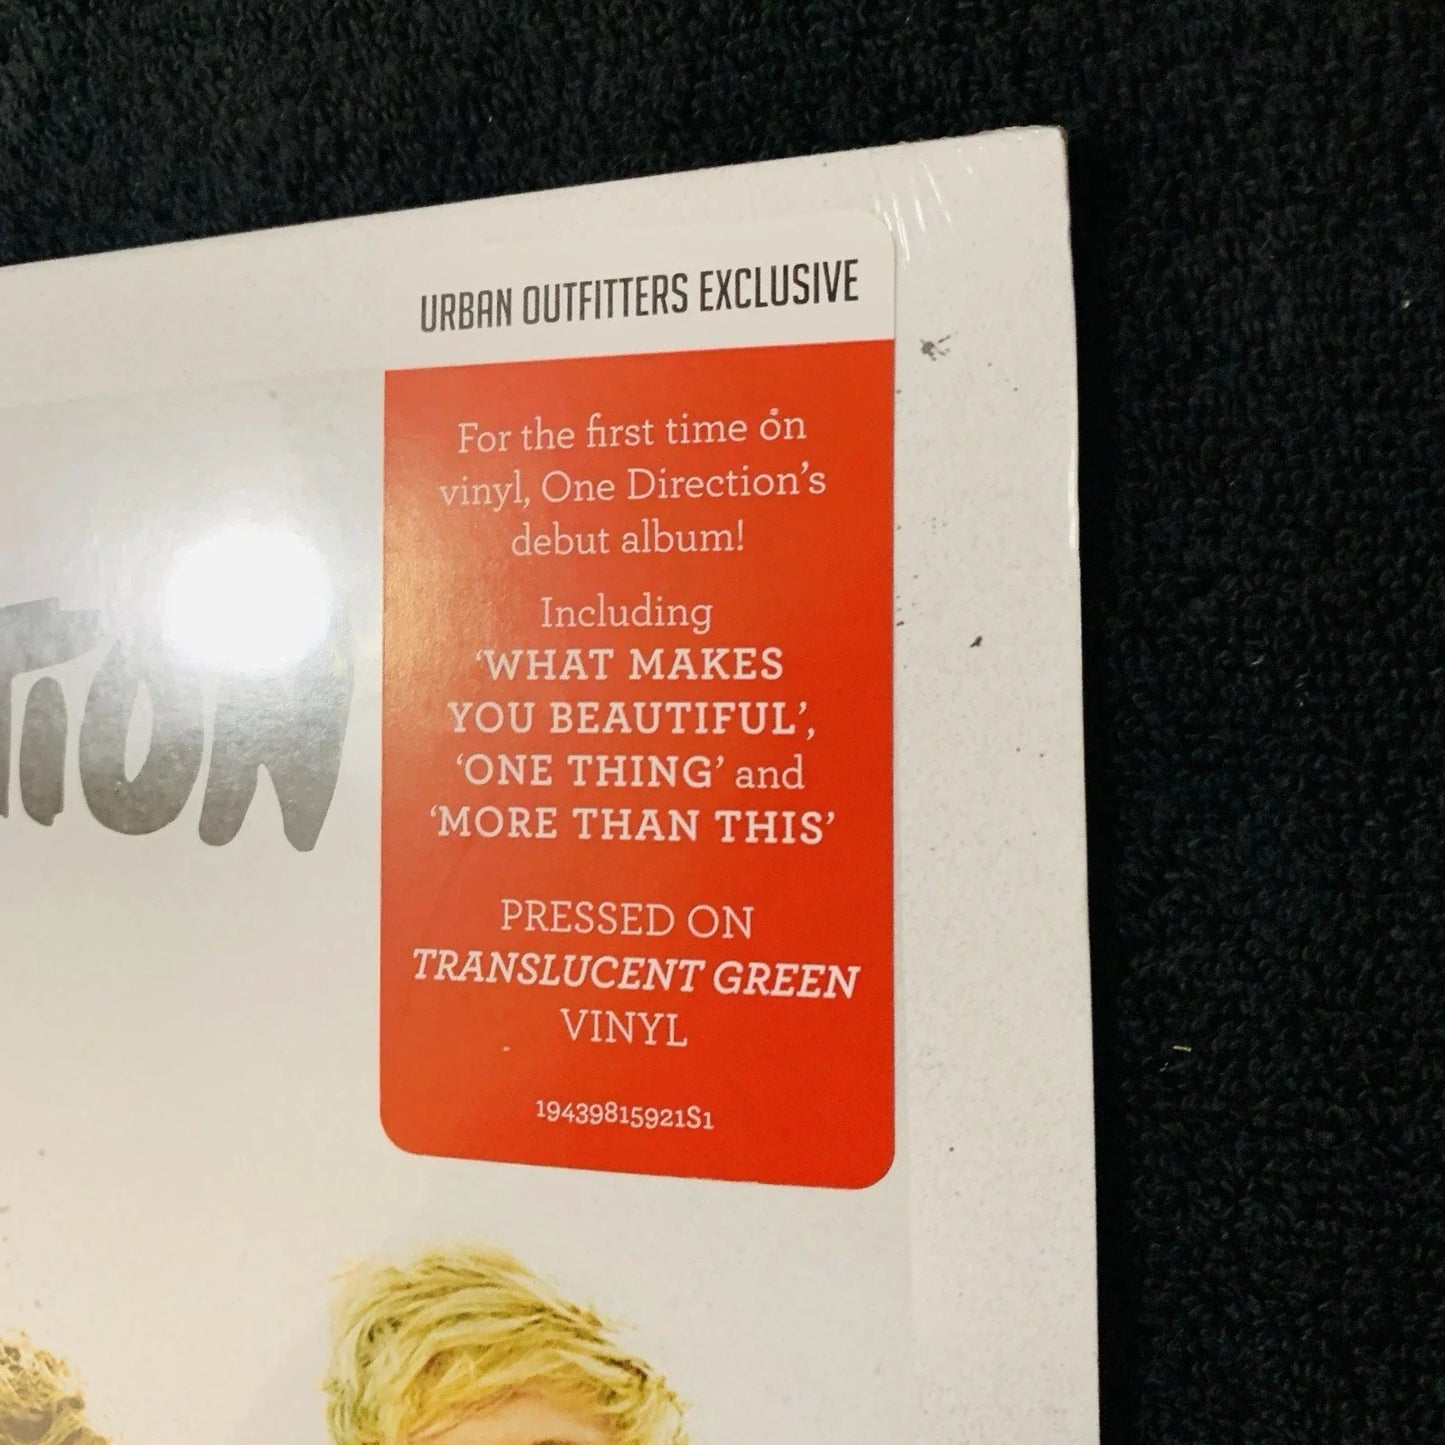 URBAN OUTFITTERS EXCLUSIVE
For the first time on
vinyl, One Direction's
debut album!
Including
‘WHAT MAKES
YOU BEAUTIFUL’,
‘ONE THING’ and
‘MORE THAN THIS’
PRESSED ON
TRANSLUCENT GREEN
VINYL
19439815921S1
TION